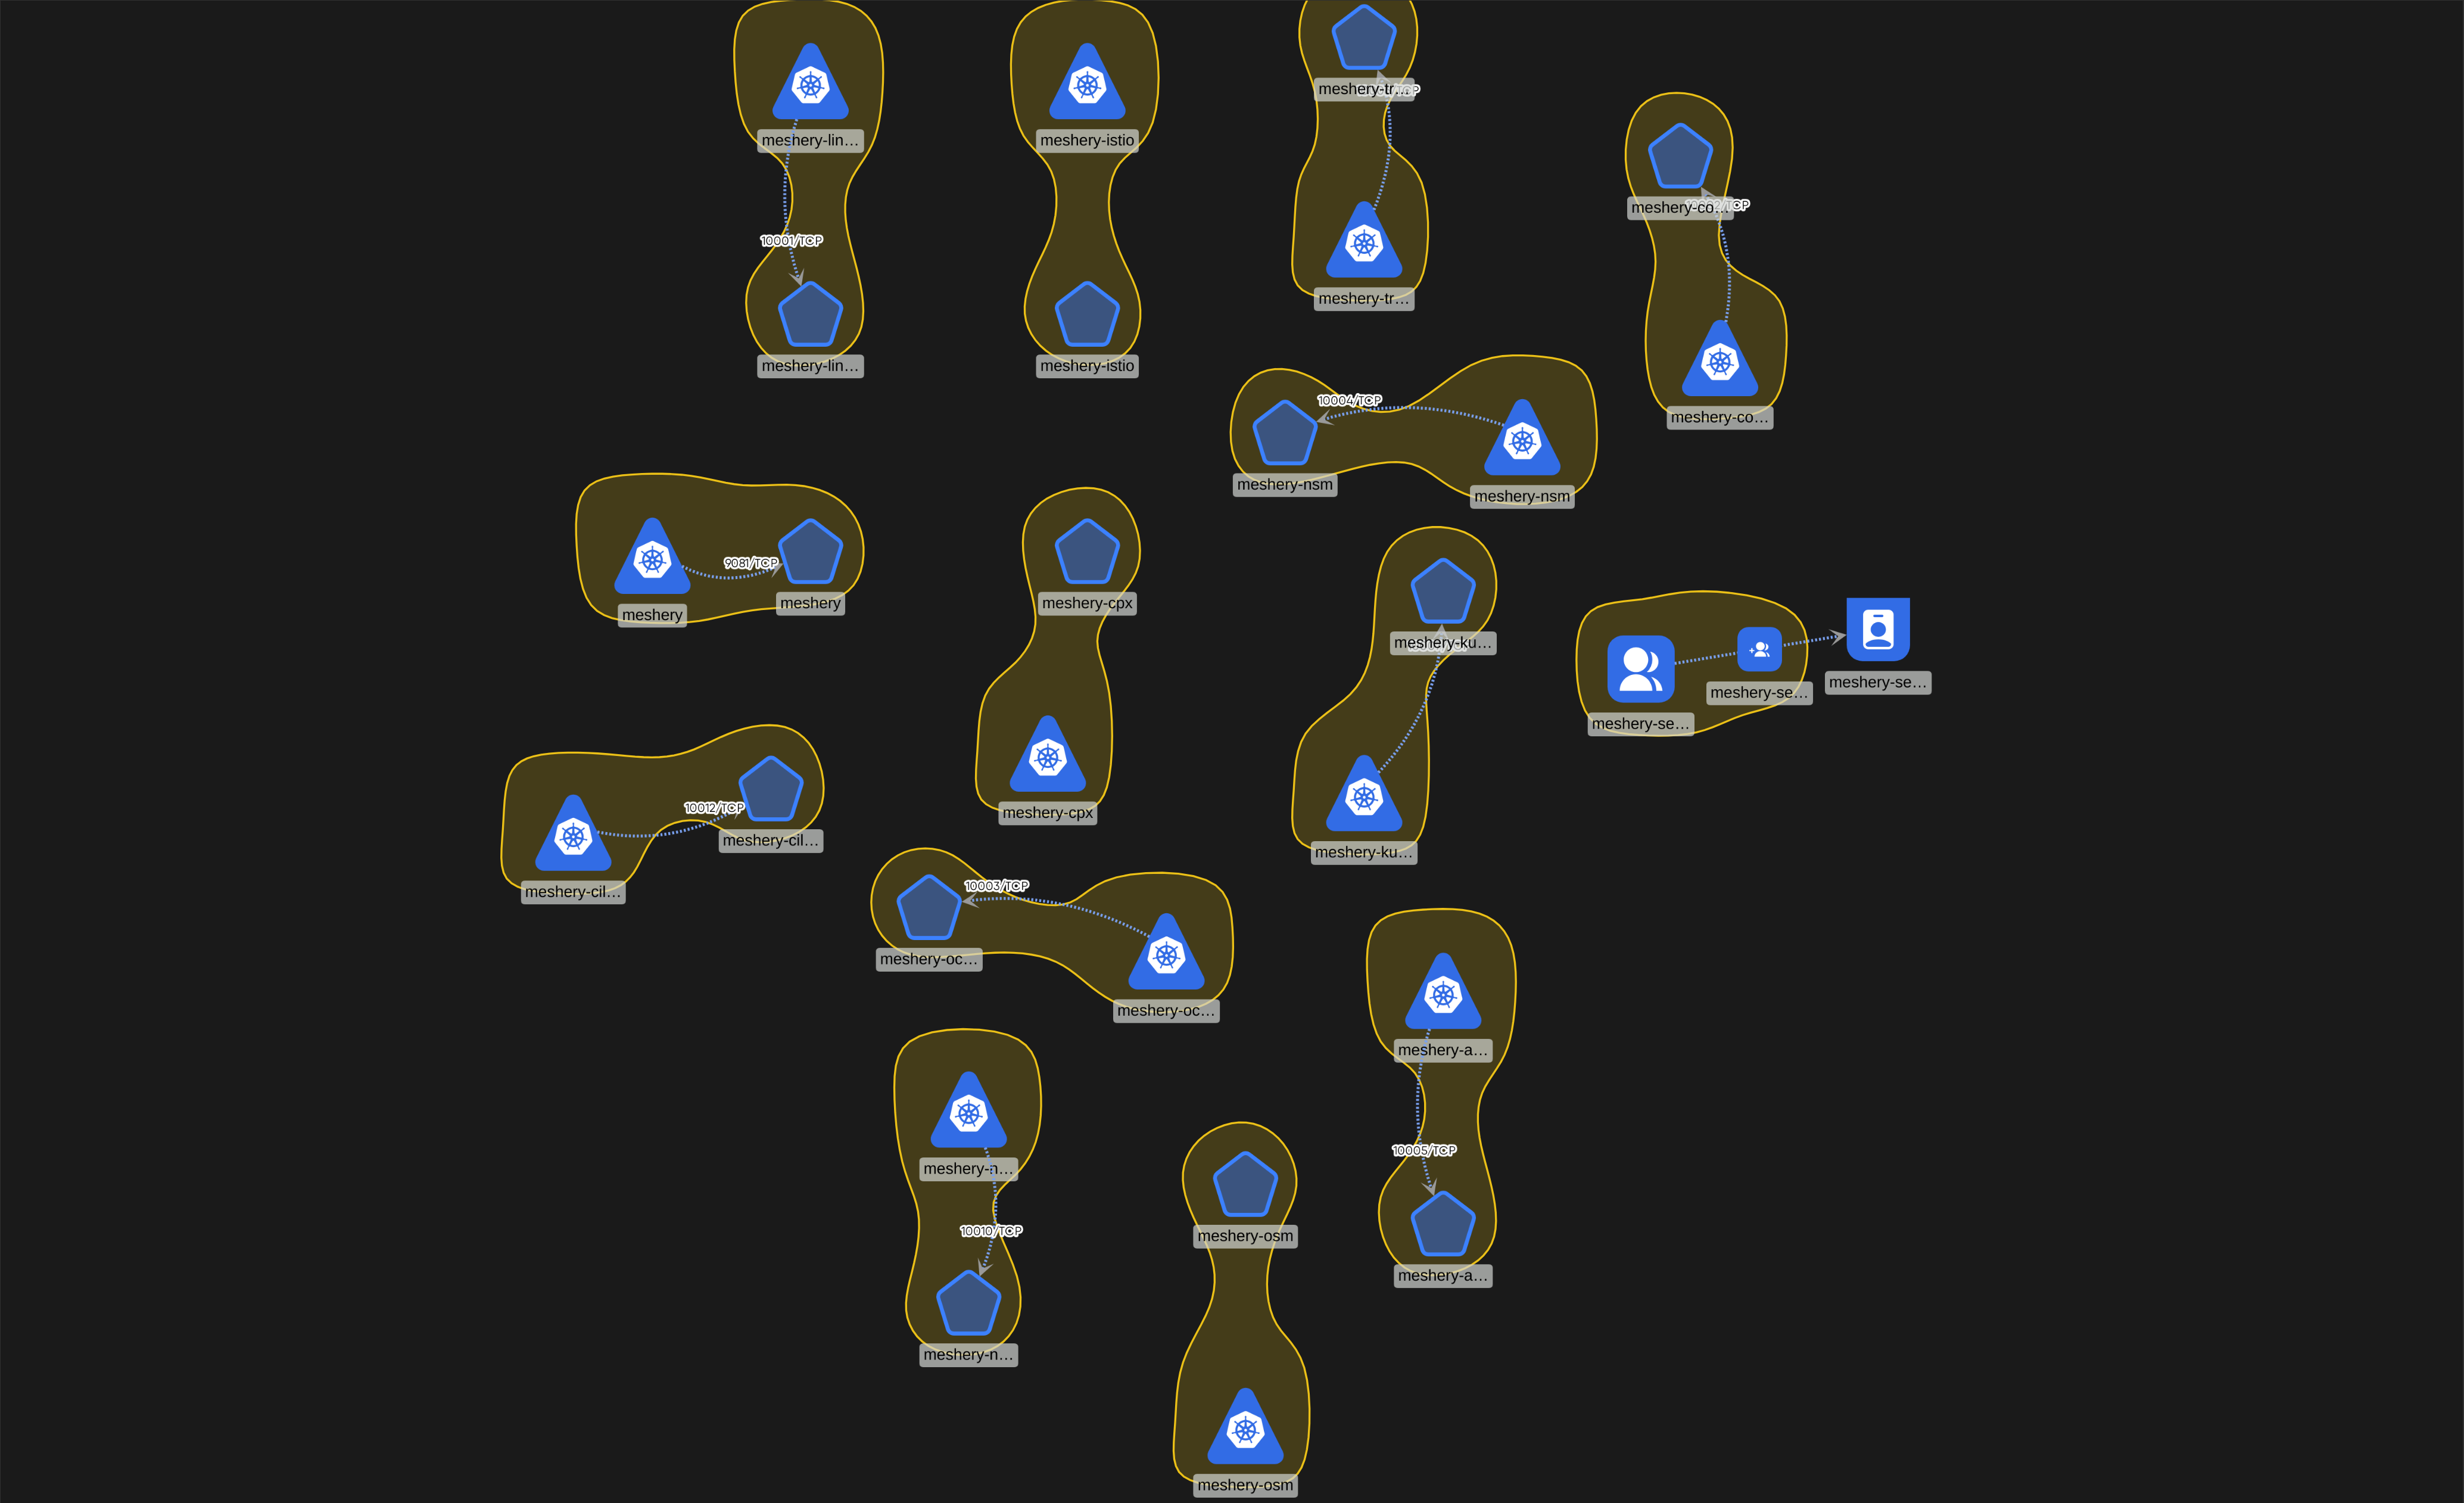 meshery-tr…
meshery-lin…
meshery-istio
meshery-co…
10001/TCP
meshery-tr…
meshery-lin…
meshery-istio
10004/TCP
meshery-co…
meshery-nsm
meshery-nsm
9081/TCP
meshery
meshery
meshery-cpx
meshery-ku…
meshery-se…
meshery-se…
meshery-se…
10012/TCP
meshery-cpx
meshery-cil…
meshery-ku…
10003/TCP
meshery-cil…
meshery-oc…
meshery-oc…
meshery-a…
10005/TCP
meshery-n…
10010/TCP
meshery-osm
meshery-a…
meshery-n…
meshery-osm